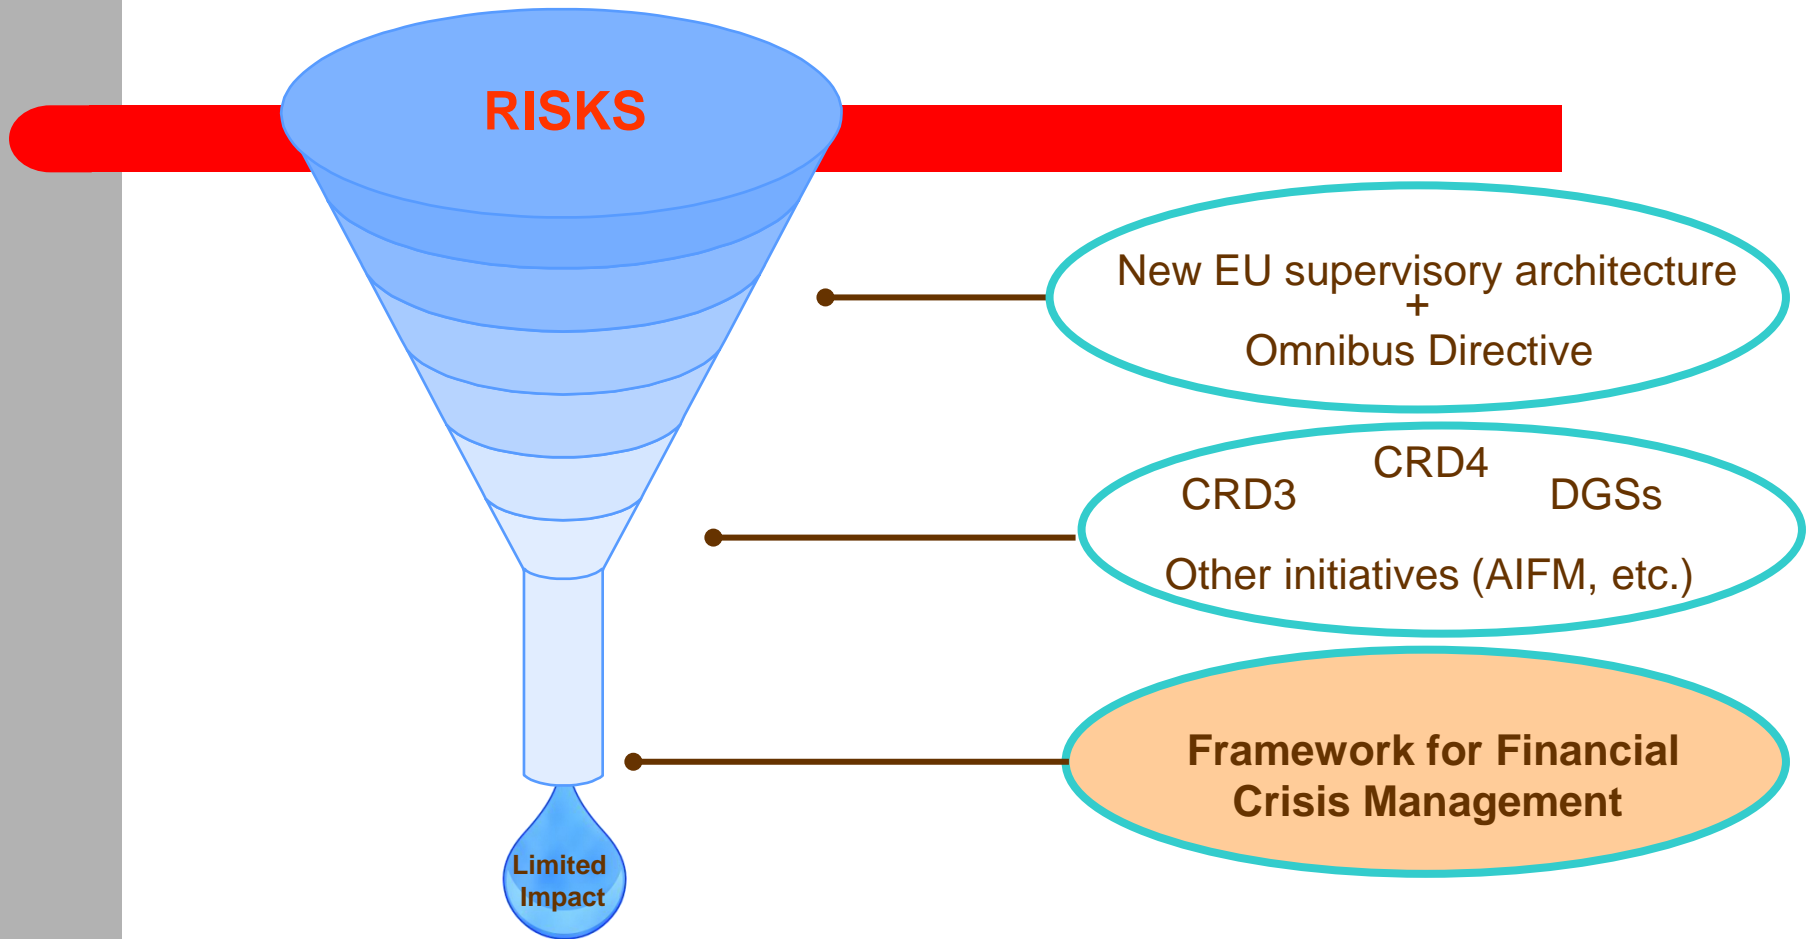 RISKS
New EU supervisory architecture
+
Omnibus Directive
CRD4
CRD3
DGSs
Other initiatives (AIFM, etc.)
Framework for Financial
Crisis Management
Limited
Impact